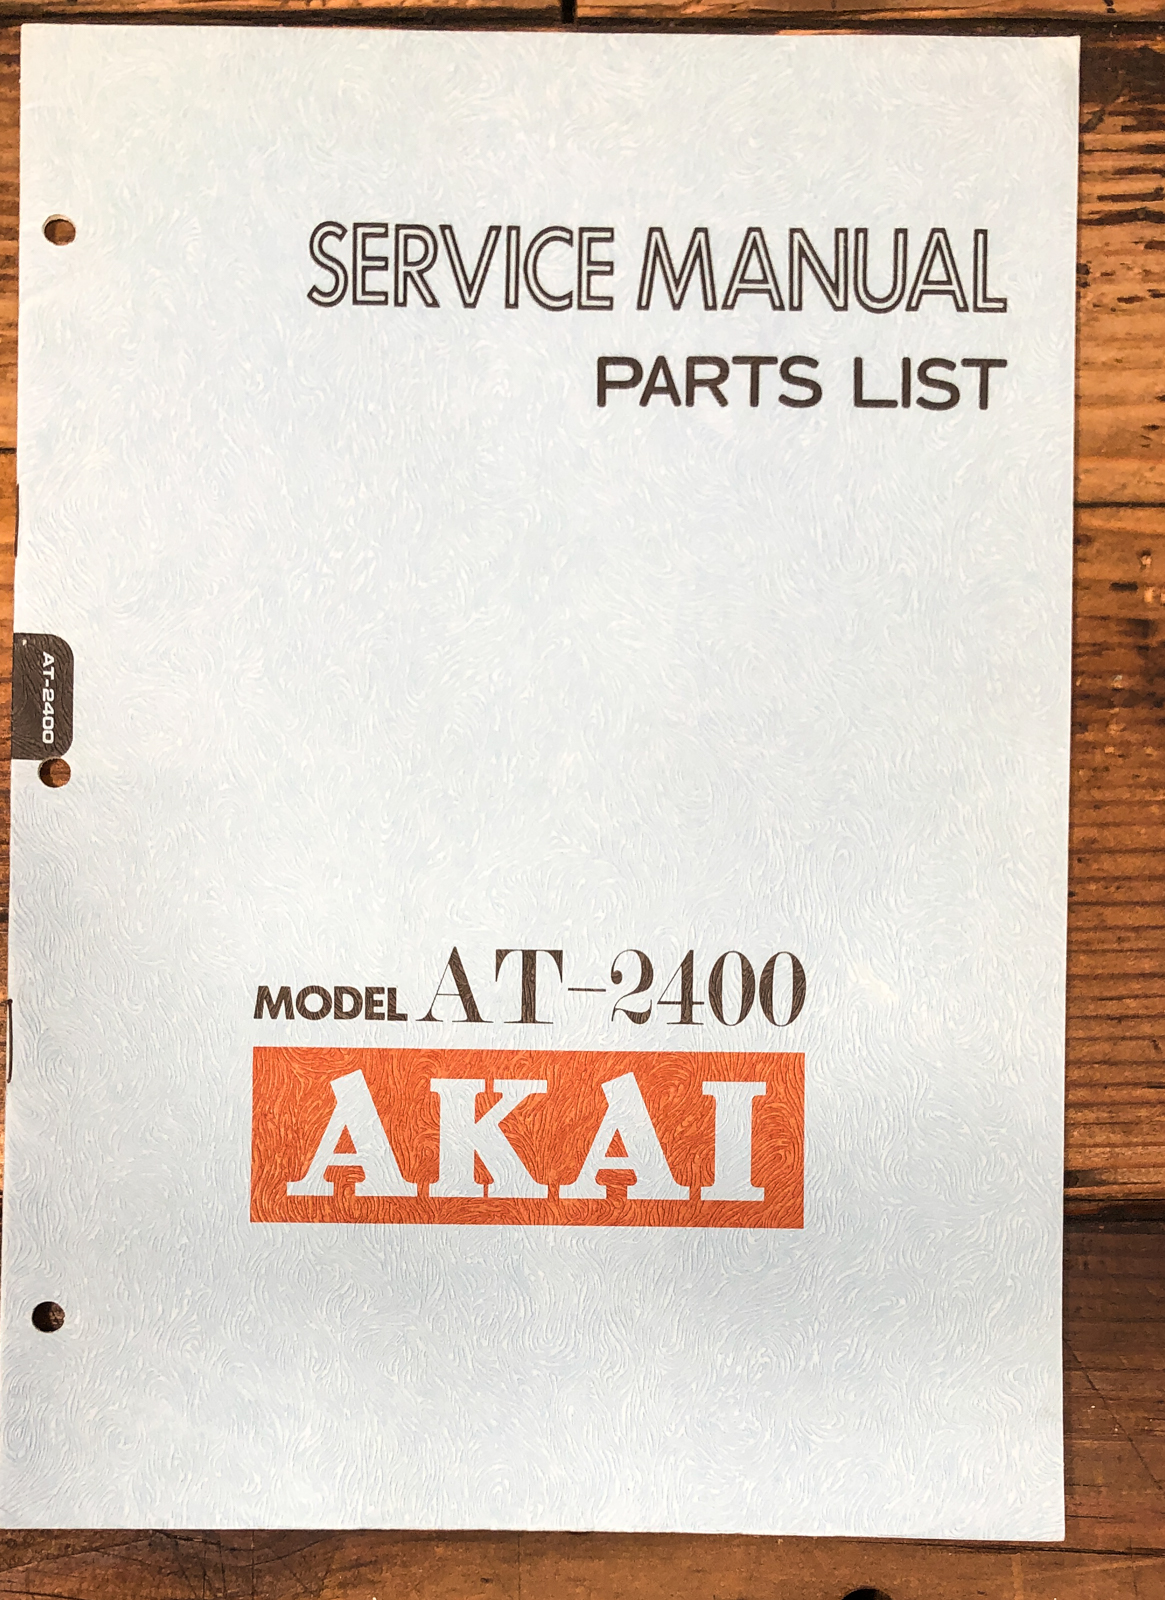 SERVICE MANUAL
PARTS LIST
AT-2400
MODEL AT-2400
AKAI